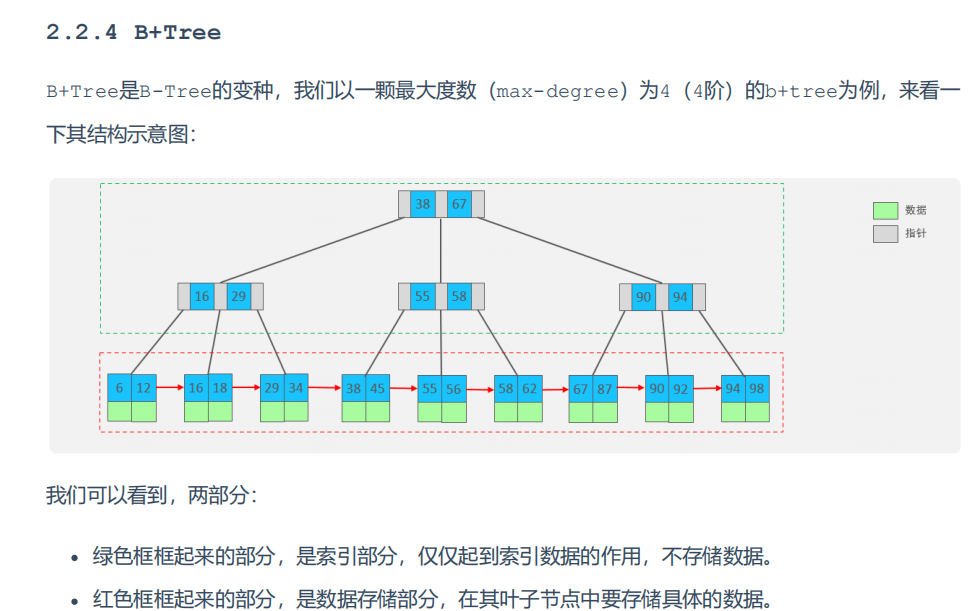 2.2.4 B+Tree
B+Tree是B-Tree的变种，我们以一颗最大度数（max-degree）为4（4阶）的b+tree为例，来看一
下其结构示意图：
38 67
数据
指针
16 29 55 58 90 94
6 12 16 18 29 34 38 45 55 56 58 62 67 87 90 92 94 98
我们可以看到，两部分：
• 绿色框框起来的部分，是索引部分，仅仅起到索引数据的作用，不存储数据。
• 红色框框起来的部分，是数据存储部分，在其叶子节点中要存储具体的数据。